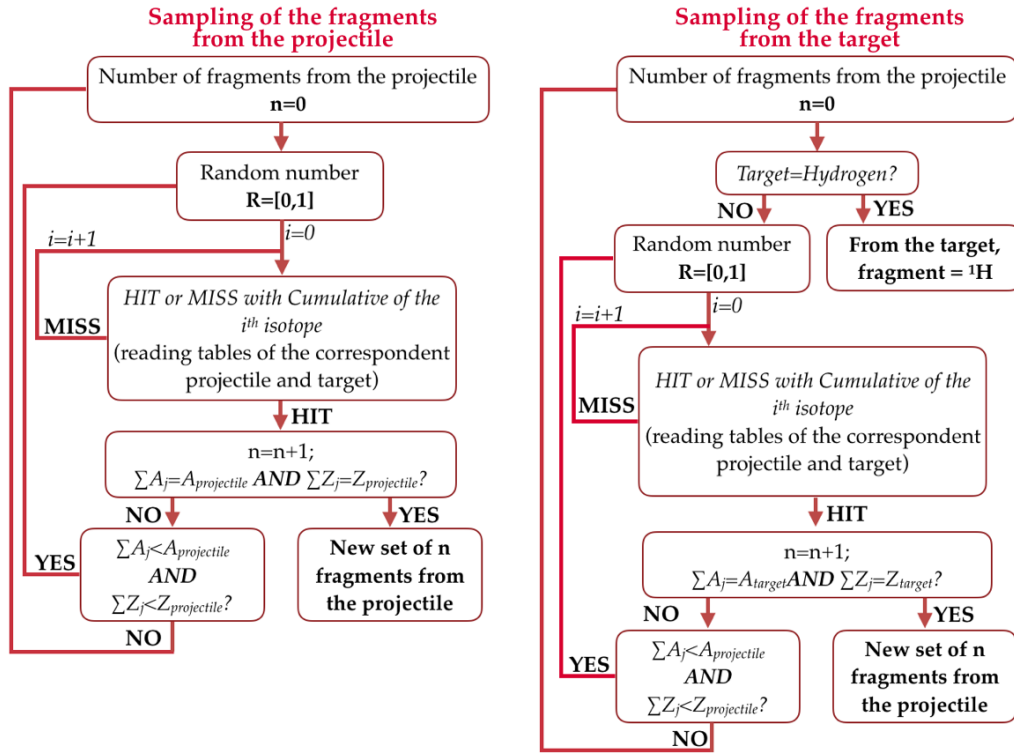 Sampling of the fragments
from the projectile
Number of fragments from the projectile
n=0
Random number
R=[0,1]
i=i+1
i=0
HIT or MISS with Cumulative of the
iᵗʰ isotope
(reading tables of the correspondent
projectile and target)
MISS
HIT
n=n+1;
∑Aj=Aprojectile AND ∑Zj=Zprojectile?
NO
YES
YES
∑Aj<Aprojectile
AND
∑Zj<Zprojectile?
New set of n
fragments from
the projectile
NO
Sampling of the fragments
from the target
Number of fragments from the projectile
n=0
Target=Hydrogen?
NO
YES
Random number
R=[0,1]
From the target,
fragment = ¹H
i=i+1
i=0
HIT or MISS with Cumulative of the
iᵗʰ isotope
(reading tables of the correspondent
projectile and target)
MISS
HIT
n=n+1;
∑Aj=AtargetAND ∑Zj=Ztarget?
NO
YES
YES
∑Aj<Aprojectile
AND
∑Zj<Zprojectile?
New set of n
fragments from
the projectile
NO